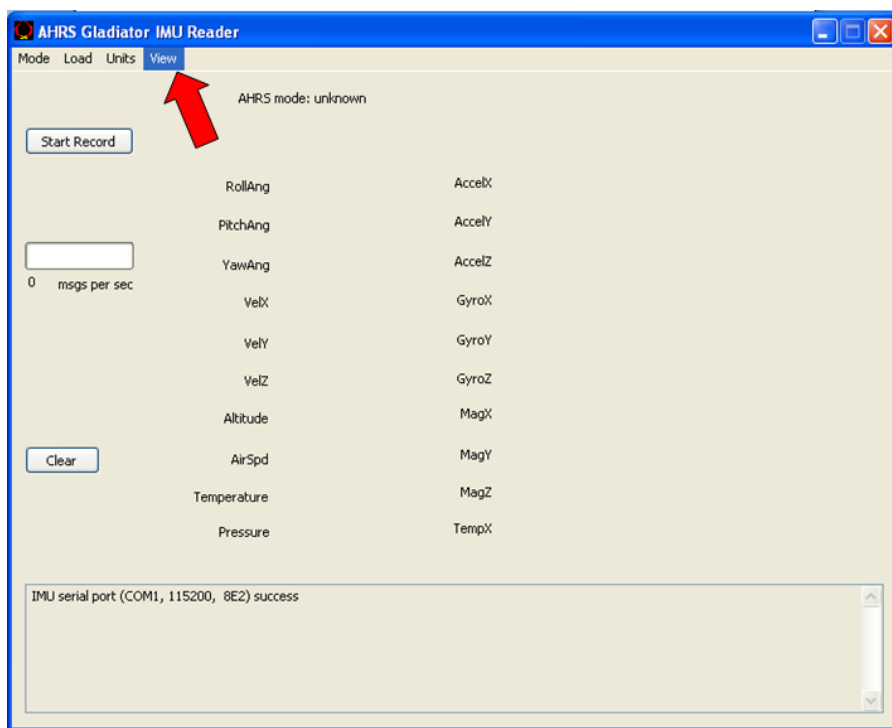 AHRS Gladiator IMU Reader
Mode Load Units View
AHRS mode: unknown
Start Record
RollAng AccelX
PitchAng AccelY
YawAng AccelZ
0 msgs per sec
VelX GyroX
VelY GyroY
VelZ GyroZ
Altitude MagX
Clear AirSpd MagY
Temperature MagZ
Pressure TempX
IMU serial port (COM1, 115200, 8E2) success